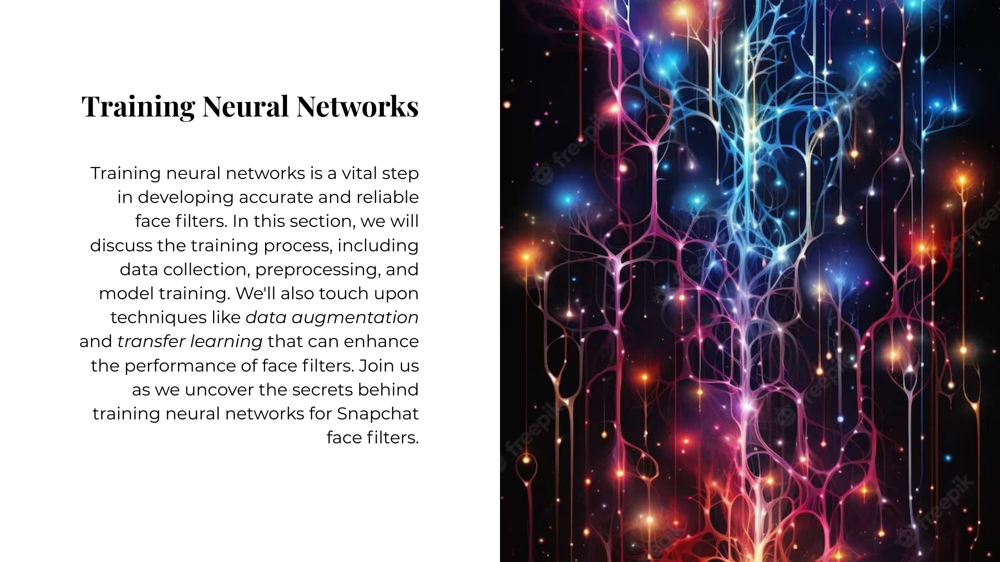 Training Neural Networks
Training neural networks is a vital step
in developing accurate and reliable
face filters. In this section, we will
discuss the training process, including
data collection, preprocessing, and
model training. We'll also touch upon
techniques like data augmentation
and transfer learning that can enhance
the performance of face filters. Join us
as we uncover the secrets behind
training neural networks for Snapchat
face filters.
freepik
freepik
freepik
freepik